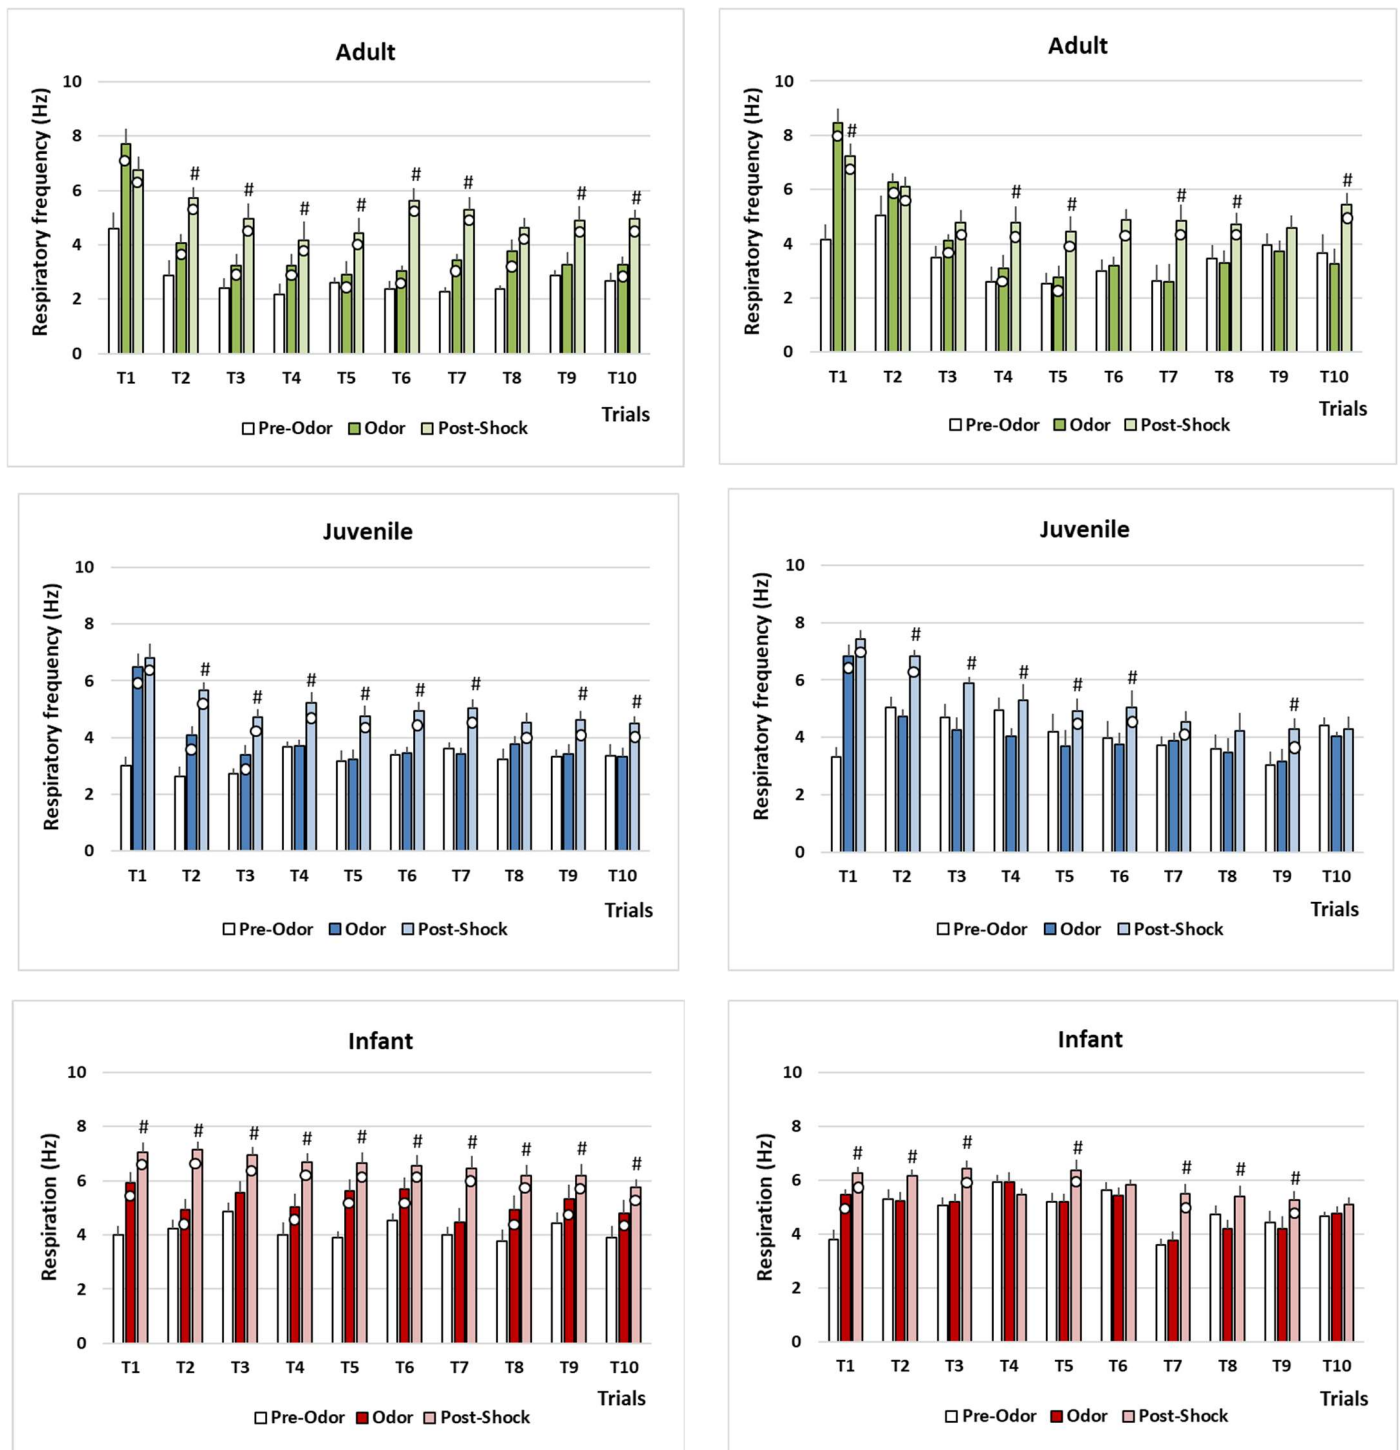 Adult
Respiratory frequency (Hz)
10
8
6
4
2
0
# # # # # # # #
T1 T2 T3 T4 T5 T6 T7 T8 T9 T10
Trials
Pre-Odor Odor Post-Shock
Adult
Respiratory frequency (Hz)
10
8
6
4
2
0
# # # # # #
T1 T2 T3 T4 T5 T6 T7 T8 T9 T10
Trials
Pre-Odor Odor Post-Shock
Juvenile
Respiratory frequency (Hz)
10
8
6
4
2
0
# # # # # # # #
T1 T2 T3 T4 T5 T6 T7 T8 T9 T10
Trials
Pre-Odor Odor Post-Shock
Juvenile
Respiratory frequency (Hz)
10
8
6
4
2
0
# # # # # #
T1 T2 T3 T4 T5 T6 T7 T8 T9 T10
Trials
Pre-Odor Odor Post-Shock
Infant
Respiration (Hz)
10
8
6
4
2
0
# # # # # # # # # #
T1 T2 T3 T4 T5 T6 T7 T8 T9 T10
Trials
Pre-Odor Odor Post-Shock
Infant
Respiration (Hz)
10
8
6
4
2
0
# # # # # # #
T1 T2 T3 T4 T5 T6 T7 T8 T9 T10
Trials
Pre-Odor Odor Post-Shock